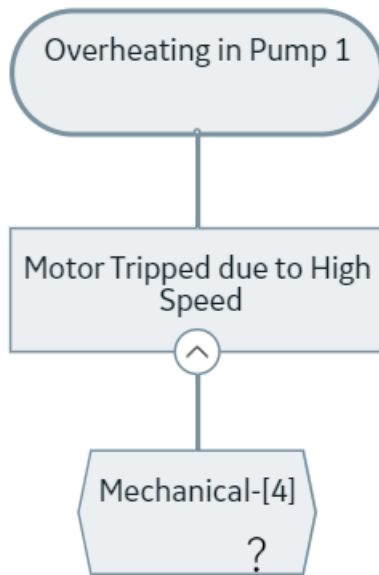 Overheating in Pump 1
Motor Tripped due to High
Speed
Mechanical-[4]
?